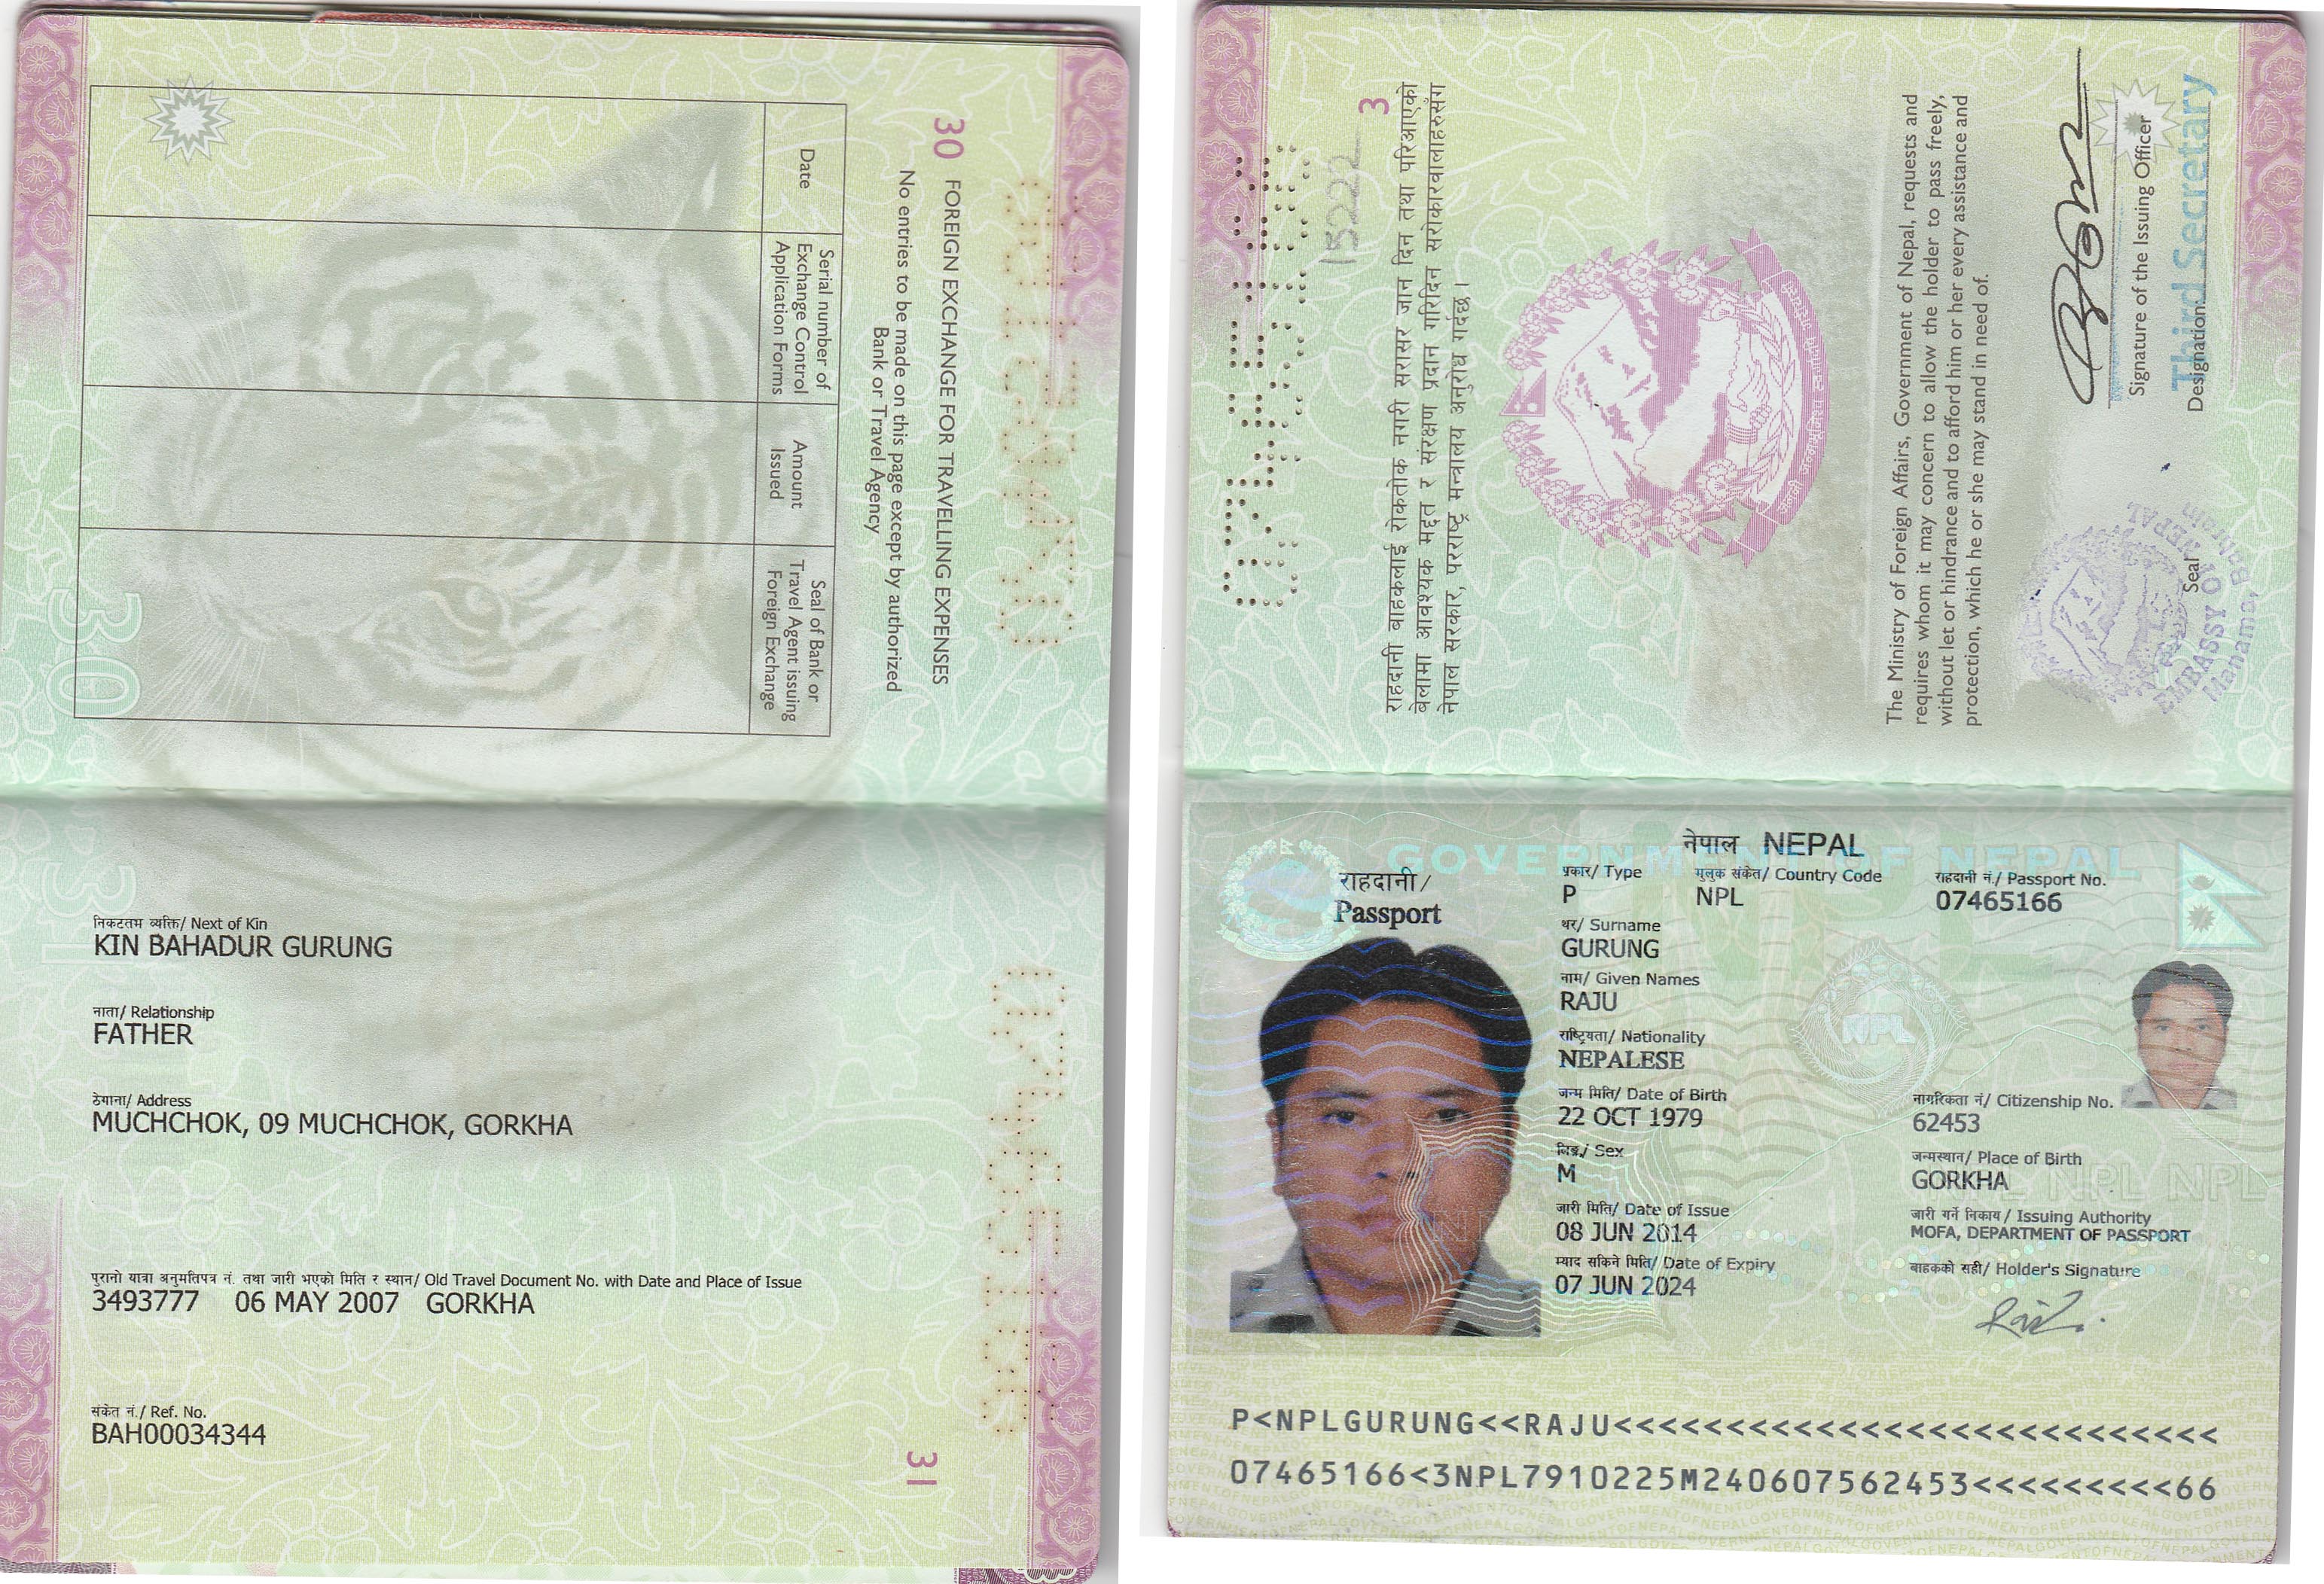 30
FOREIGN EXCHANGE FOR TRAVELLING EXPENSES
No entries to be made on this page except by authorized
Bank or Travel Agency
Date
Serial number of
Exchange Control
Application Forms
Amount
Issued
Seal of Bank or
Travel Agent issuing
Foreign Exchange
30
निकटतम व्यक्ति/ Next of Kin
KIN BAHADUR GURUNG
नाता/ Relationship
FATHER
ठेगाना/ Address
MUCHCHOK, 09 MUCHCHOK, GORKHA
पुरानो यात्रा अनुमतिपत्र नं. तथा जारी भएको मिति र स्थान/ Old Travel Document No. with Date and Place of Issue
3493777 06 MAY 2007 GORKHA
संकेत नं./ Ref. No.
BAH00034344
31
3
15222
राहदानी बाहकलाई रोकतोक नगरी सरासर जान दिन तथा परिआएको
बेलामा आवश्यक मद्दत र संरक्षण प्रदान गरिदिन सरोकारवालाहरुसंग
नेपाल सरकार, परराष्ट्र मन्त्रालय अनुरोध गर्दछ ।
The Ministry of Foreign Affairs, Government of Nepal, requests and
requires whom it may concern to allow the holder to pass freely,
without let or hindrance and to afford him or her every assistance and
protection, which he or she may stand in need of.
Signature of the Issuing Officer
Third Secretary
Designation
Seal
EMBASSY OF NEPAL
Manama, Bahrain
GOVERNMENT OF NEPAL
नेपाल NEPAL
राहदानी/
Passport
प्रकार/ Type
P
मुलुक संकेत/ Country Code
NPL
राहदानी नं./ Passport No.
07465166
थर/ Surname
GURUNG
नाम/ Given Names
RAJU
राष्ट्रियता/ Nationality
NEPALESE
जन्म मिति/ Date of Birth
22 OCT 1979
नागरिकता नं/ Citizenship No.
62453
लिङ्ग/ Sex
M
जन्मस्थान/ Place of Birth
GORKHA
जारी मिति/ Date of Issue
08 JUN 2014
जारी गर्ने निकाय/ Issuing Authority
MOFA, DEPARTMENT OF PASSPORT
म्याद सकिने मिति/ Date of Expiry
07 JUN 2024
बाहकको सही/ Holder's Signature
NPL
NPL NPL
P<NPLGURUNG<<RAJU<<<<<<<<<<<<<<<<<<<<<<<<<<<
07465166<3NPL7910225M240607562453<<<<<<<<<66